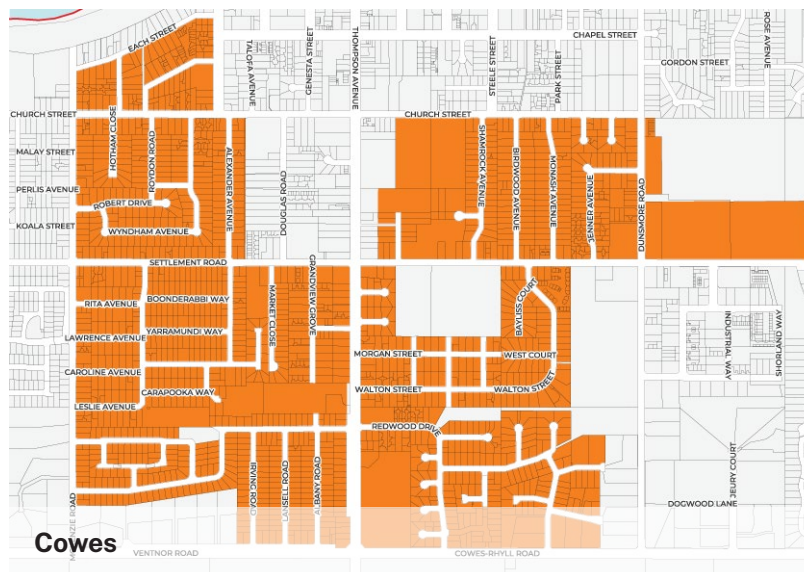 EACH STREET
CHAPEL STREET
TALOFA AVENUE
GENESTA STREET
THOMPSON AVENUE
STEELE STREET
PARK STREET
GORDON STREET
ROSE AVENUE
CHURCH STREET
CHURCH STREET
HOTHAM CLOSE
ROYDON ROAD
MALAY STREET
ALEXANDER AVENUE
DOUGLAS ROAD
SHAMROCK AVENUE
BIRDWOOD AVENUE
MONASH AVENUE
JENNER AVENUE
DUNSMORE ROAD
PERLIS AVENUE
ROBERT DRIVE
KOALA STREET
WYNDHAM AVENUE
SETTLEMENT ROAD
RITA AVENUE
BOONDERABBI WAY
MARKET CLOSE
GRANDVIEW GROVE
BAYLISS COURT
INDUSTRIAL WAY
SHORLAND WAY
LAWRENCE AVENUE
YARRAMUNDI WAY
MORGAN STREET
WEST COURT
CAROLINE AVENUE
CARAPOOKA WAY
WALTON STREET
WALTON STREET
LESLIE AVENUE
REDWOOD DRIVE
IRVING ROAD
LANSELL ROAD
ALBANY ROAD
JEURY COURT
DOGWOOD LANE
Cowes
VENTNOR ROAD
COWES-RHYLL ROAD